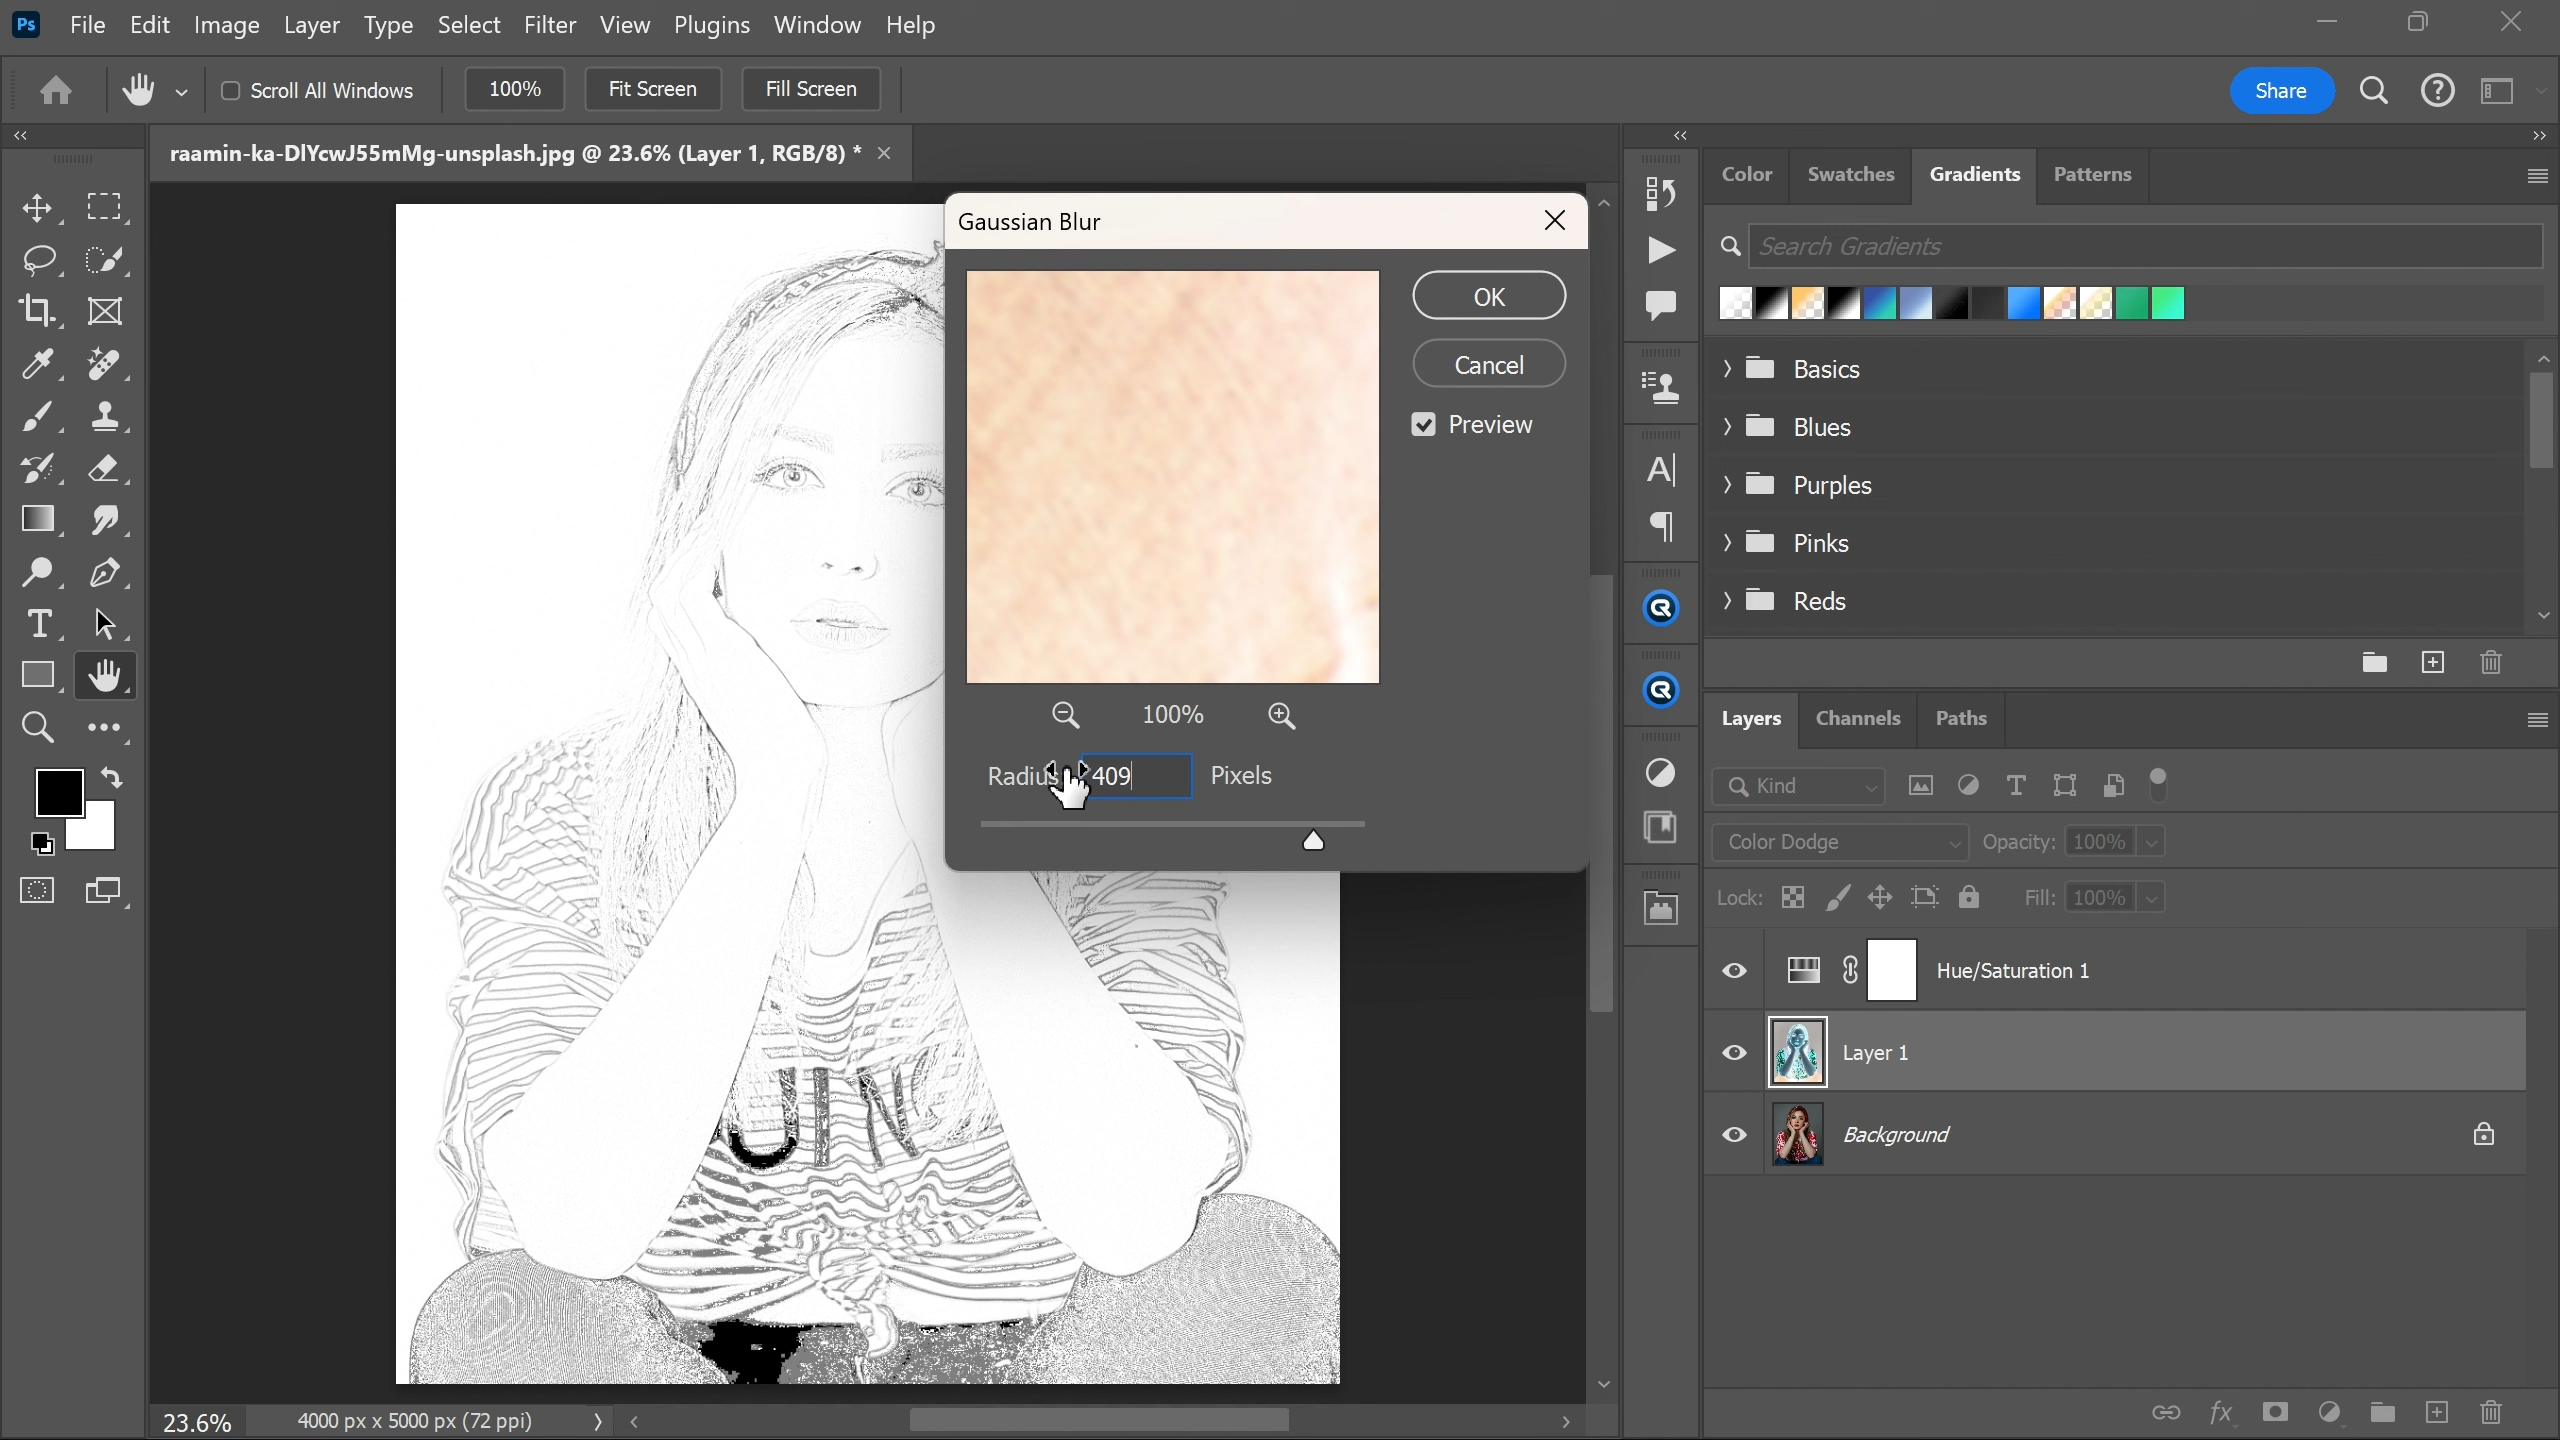 Ps File Edit Image Layer Type Select Filter View Plugins Window Help
Scroll All Windows 100% Fit Screen Fill Screen Share
raamin-ka-DlYcwJ55mMg-unsplash.jpg @ 23.6% (Layer 1, RGB/8) *
Gaussian Blur
OK
Cancel
Preview
100%
Radius 409 Pixels
UN
T
23.6% 4000 px x 5000 px (72 ppi)
Color Swatches Gradients Patterns
Search Gradients
Basics
Blues
Purples
Pinks
Reds
Layers Channels Paths
Kind
Color Dodge Opacity: 100%
Lock: Fill: 100%
Hue/Saturation 1
Layer 1
Background
fx